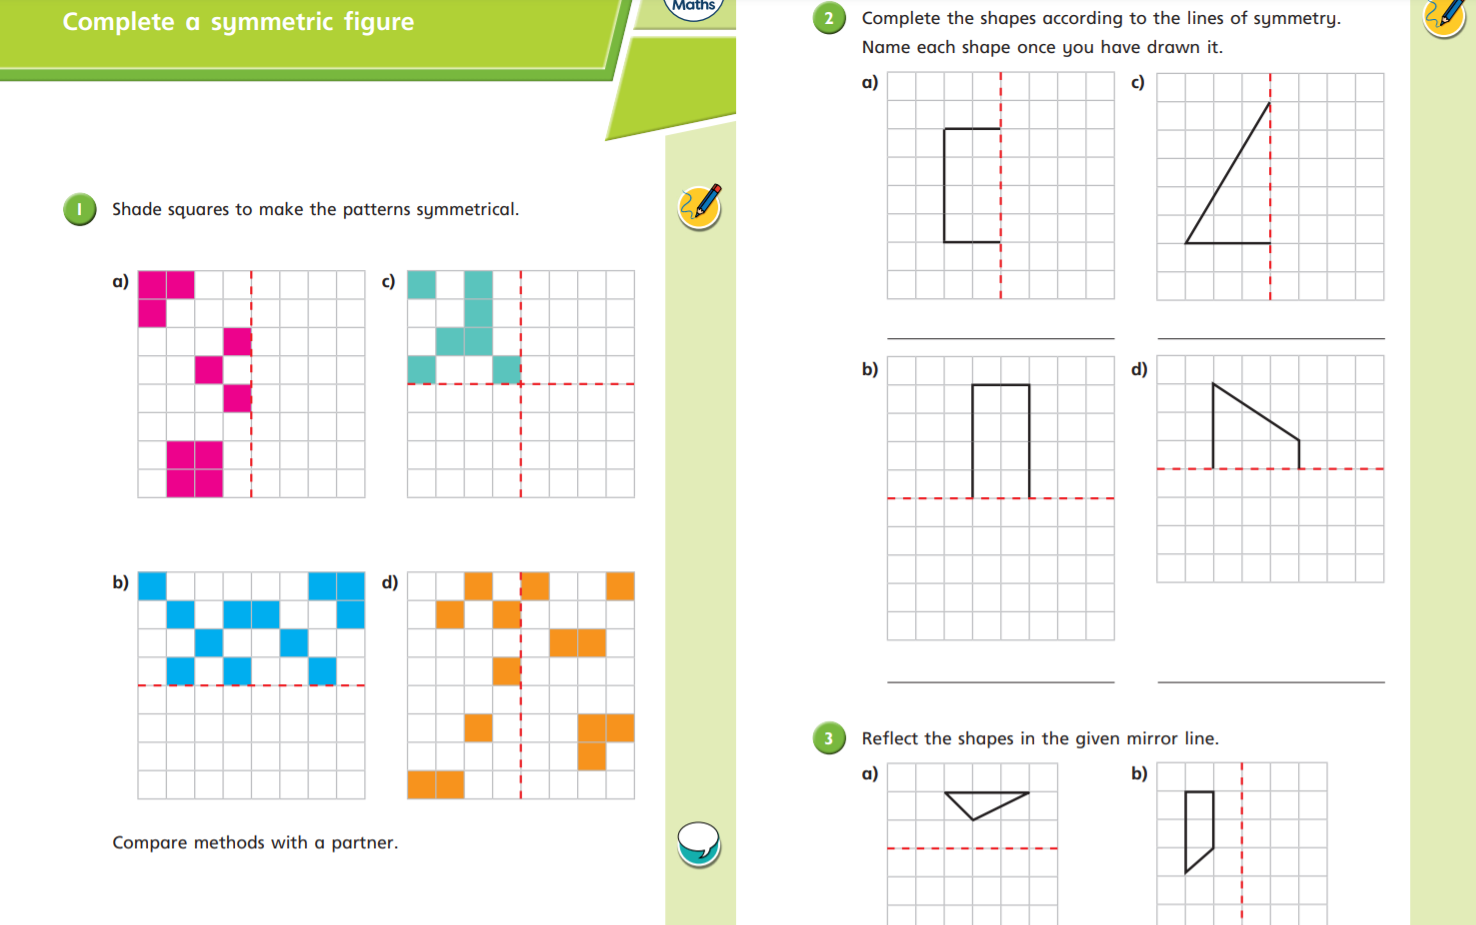 Complete a symmetric figure
Maths
1 Shade squares to make the patterns symmetrical.
a)
c)
b)
d)
Compare methods with a partner.
2 Complete the shapes according to the lines of symmetry.
Name each shape once you have drawn it.
a)
c)
b)
d)
3 Reflect the shapes in the given mirror line.
a)
b)